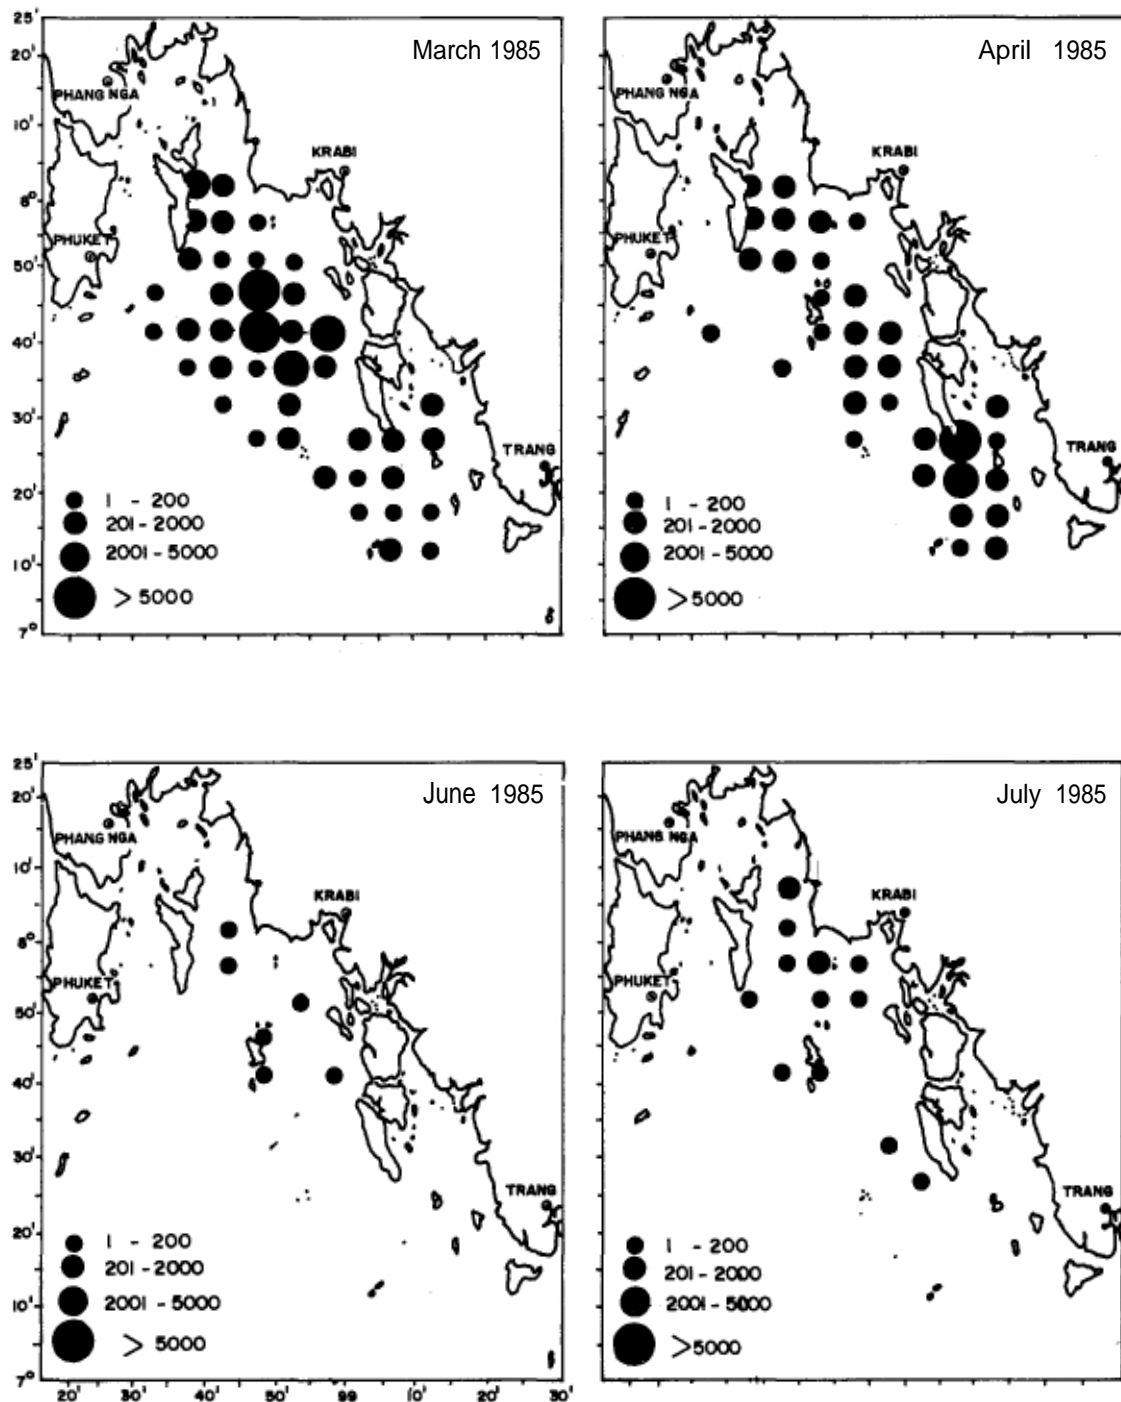 March 1985
25'
20'
PHANG NGA
10'
KRABI
8°
PHUKET
50'
40'
30'
TRANG
20'
1 - 200
201 - 2000
2001 - 5000
10'
> 5000
7°
April 1985
PHANG NGA
KRABI
PHUKET
TRANG
1 - 200
201 - 2000
2001 - 5000
>5000
June 1985
25'
20'
PHANG NGA
10'
KRABI
8°
PHUKET
50'
40'
30'
TRANG
20'
1 - 200
201 - 2000
2001 - 5000
10'
> 5000
7°
20' 30' 40' 50' 99 10' 20' 30'
July 1985
PHANG NGA
KRABI
PHUKET
TRANG
1 - 200
201 - 2000
2001 - 5000
>5000